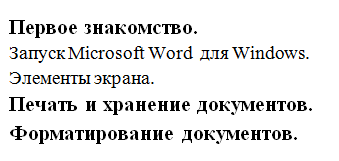 Первое знакомство.
Запуск Microsoft Word для Windows.
Элементы экрана.
Печать и хранение документов.
Форматирование документов.